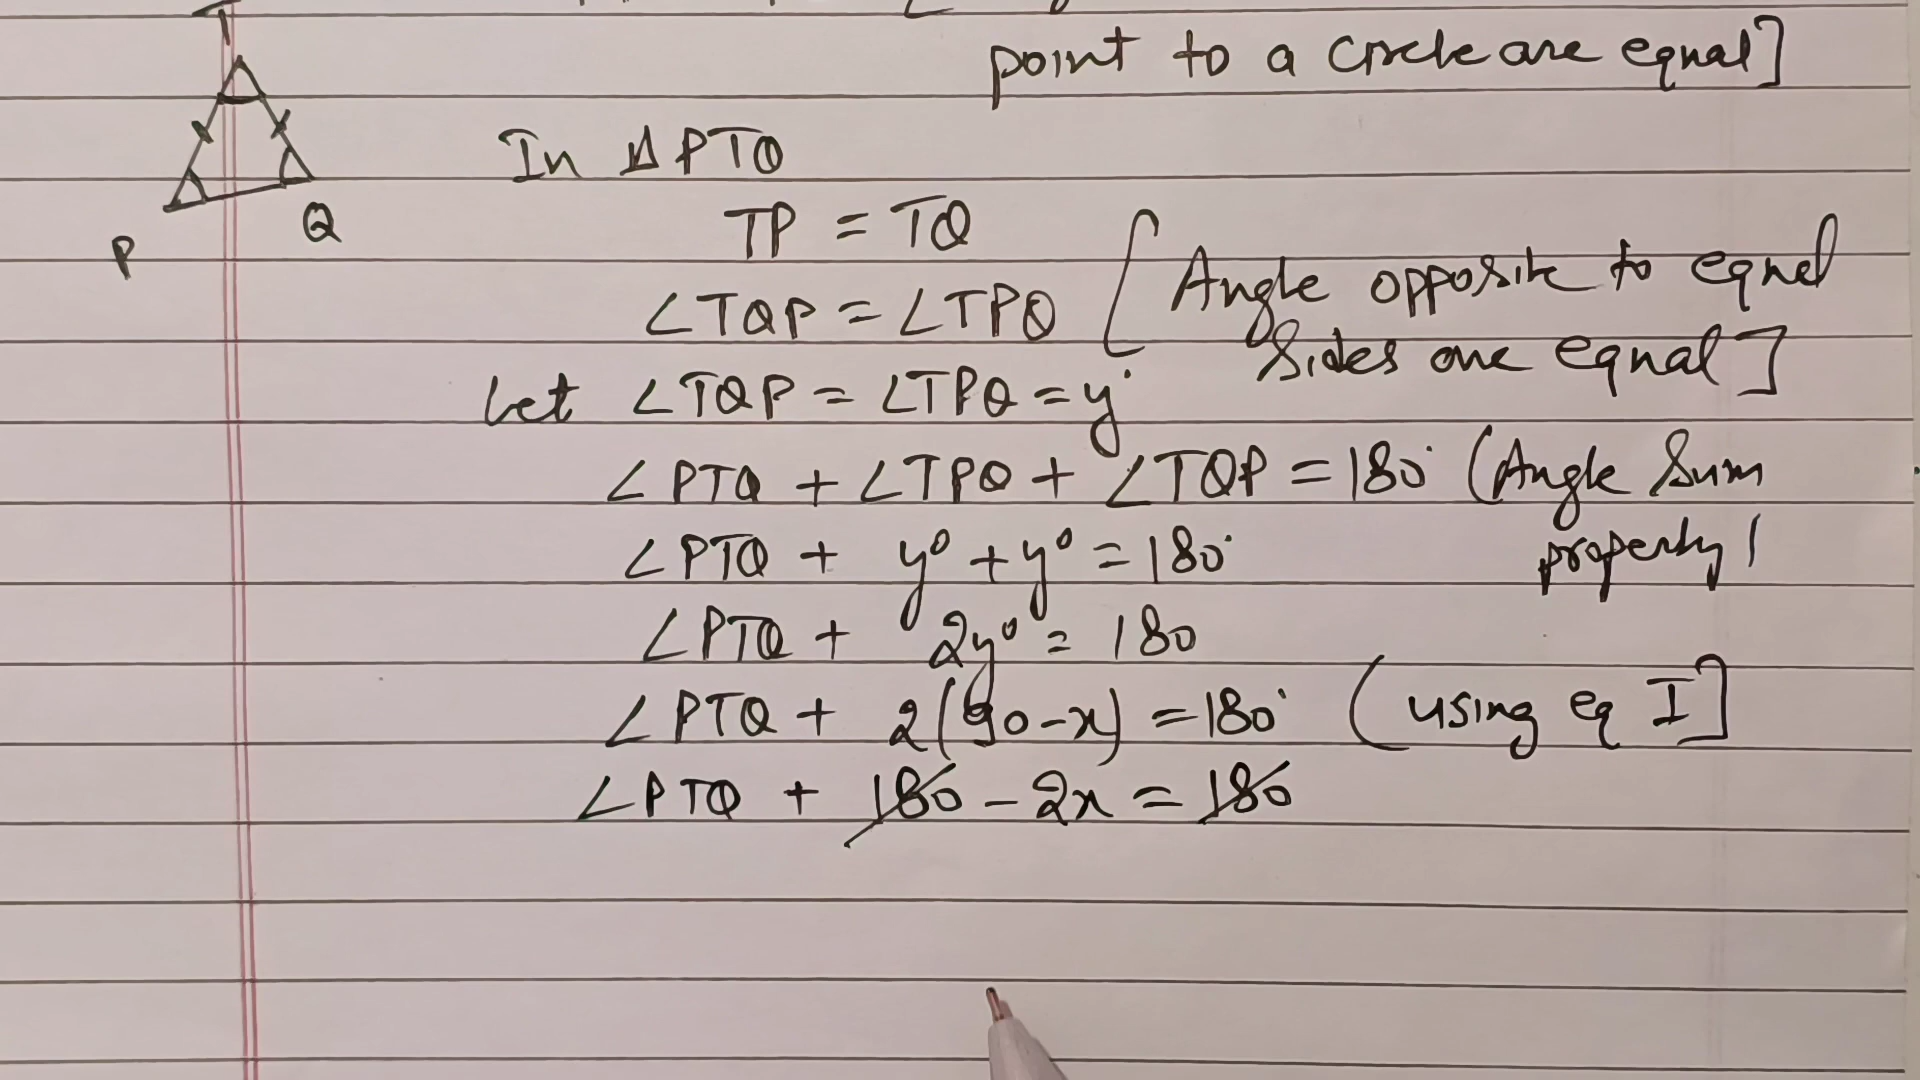 T
point to a circle are equal]
In Δ PTQ
TP = TQ
P Q
∠TQP = ∠TPQ [Angle opposite to equal
sides are equal]
Let ∠TQP = ∠TPQ = y°
∠PTQ + ∠TPQ + ∠TQP = 180° (Angle Sum
property)
∠PTQ + y° + y° = 180°
∠PTQ + 2y° = 180
∠PTQ + 2(90-x) = 180° (using eq I]
∠PTQ + 180 - 2x = 180